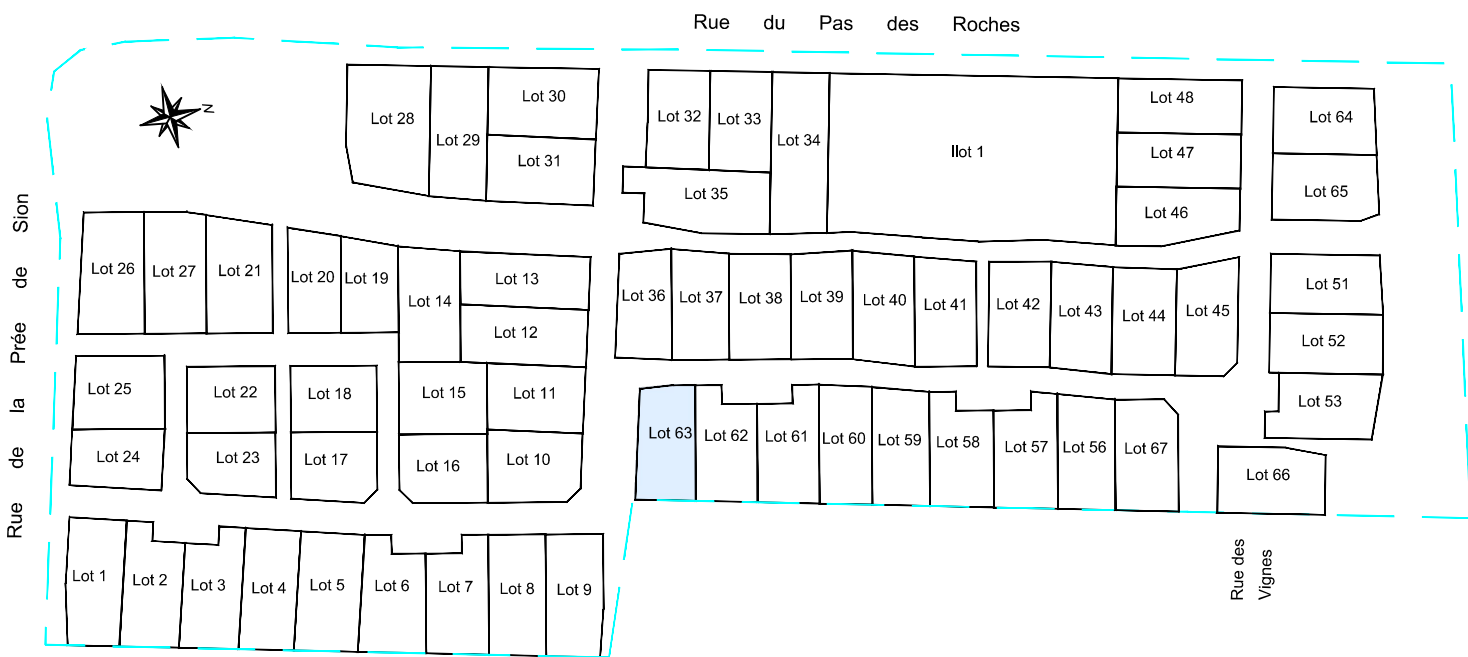 Rue du Pas des Roches
N
Lot 28
Lot 29
Lot 30
Lot 31
Lot 32
Lot 33
Lot 34
Lot 35
Ilot 1
Lot 48
Lot 47
Lot 46
Lot 64
Lot 65
Rue de la Prée de Sion
Lot 26
Lot 27
Lot 21
Lot 20
Lot 19
Lot 14
Lot 13
Lot 12
Lot 36
Lot 37
Lot 38
Lot 39
Lot 40
Lot 41
Lot 42
Lot 43
Lot 44
Lot 45
Lot 51
Lot 52
Lot 53
Lot 25
Lot 24
Lot 22
Lot 23
Lot 18
Lot 17
Lot 15
Lot 16
Lot 11
Lot 10
Lot 63
Lot 62
Lot 61
Lot 60
Lot 59
Lot 58
Lot 57
Lot 56
Lot 67
Lot 66
Lot 1
Lot 2
Lot 3
Lot 4
Lot 5
Lot 6
Lot 7
Lot 8
Lot 9
Rue des
Vignes